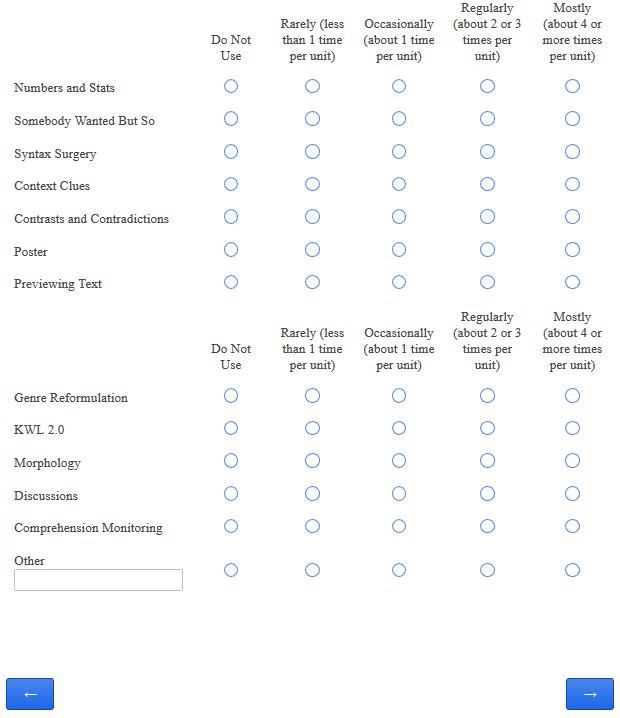 Do Not Use
Rarely (less than 1 time per unit)
Occasionally (about 1 time per unit)
Regularly (about 2 or 3 times per unit)
Mostly (about 4 or more times per unit)
Numbers and Stats
Somebody Wanted But So
Syntax Surgery
Context Clues
Contrasts and Contradictions
Poster
Previewing Text
Do Not Use
Rarely (less than 1 time per unit)
Occasionally (about 1 time per unit)
Regularly (about 2 or 3 times per unit)
Mostly (about 4 or more times per unit)
Genre Reformulation
KWL 2.0
Morphology
Discussions
Comprehension Monitoring
Other
← →